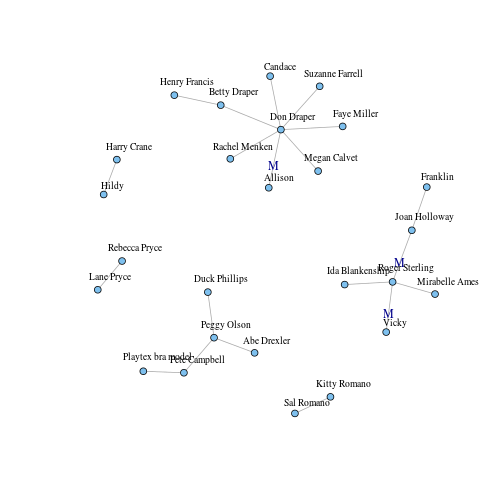 Candace
Suzanne Farrell
Henry Francis
Betty Draper
Faye Miller
Don Draper
Harry Crane
Rachel Menken
Megan Calvet
M
Allison
Franklin
Hildy
Joan Holloway
Rebecca Pryce
M
Ida Blankenship
Roger Sterling
Lane Pryce
Duck Phillips
Mirabelle Ames
M
Vicky
Peggy Olson
Abe Drexler
Playtex bra model
Pete Campbell
Kitty Romano
Sal Romano